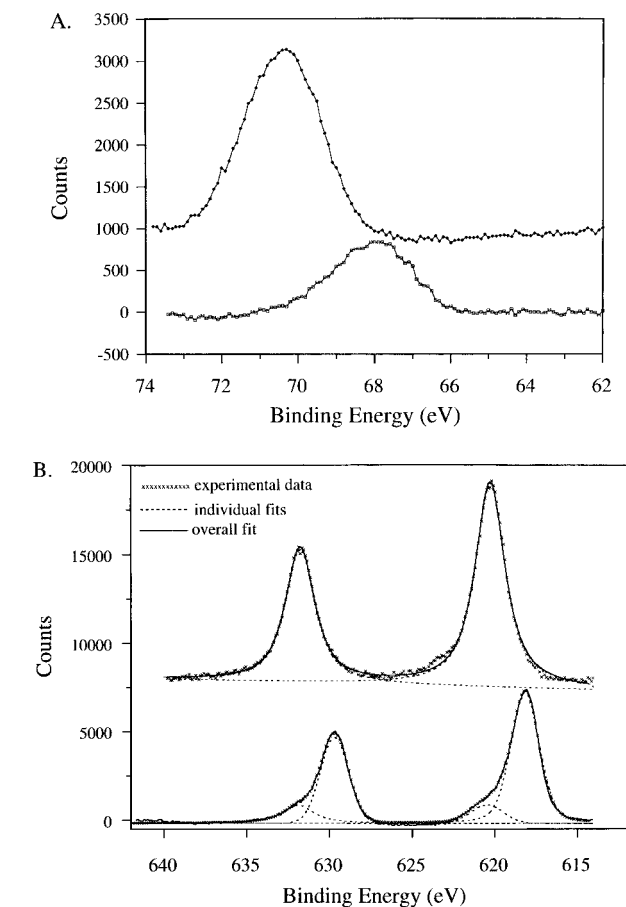 A.
3500
3000
2500
2000
1500
1000
500
0
-500
Counts
74 72 70 68 66 64 62
Binding Energy (eV)
B.
20000
15000
10000
5000
0
Counts
experimental data
individual fits
overall fit
640 635 630 625 620 615
Binding Energy (eV)